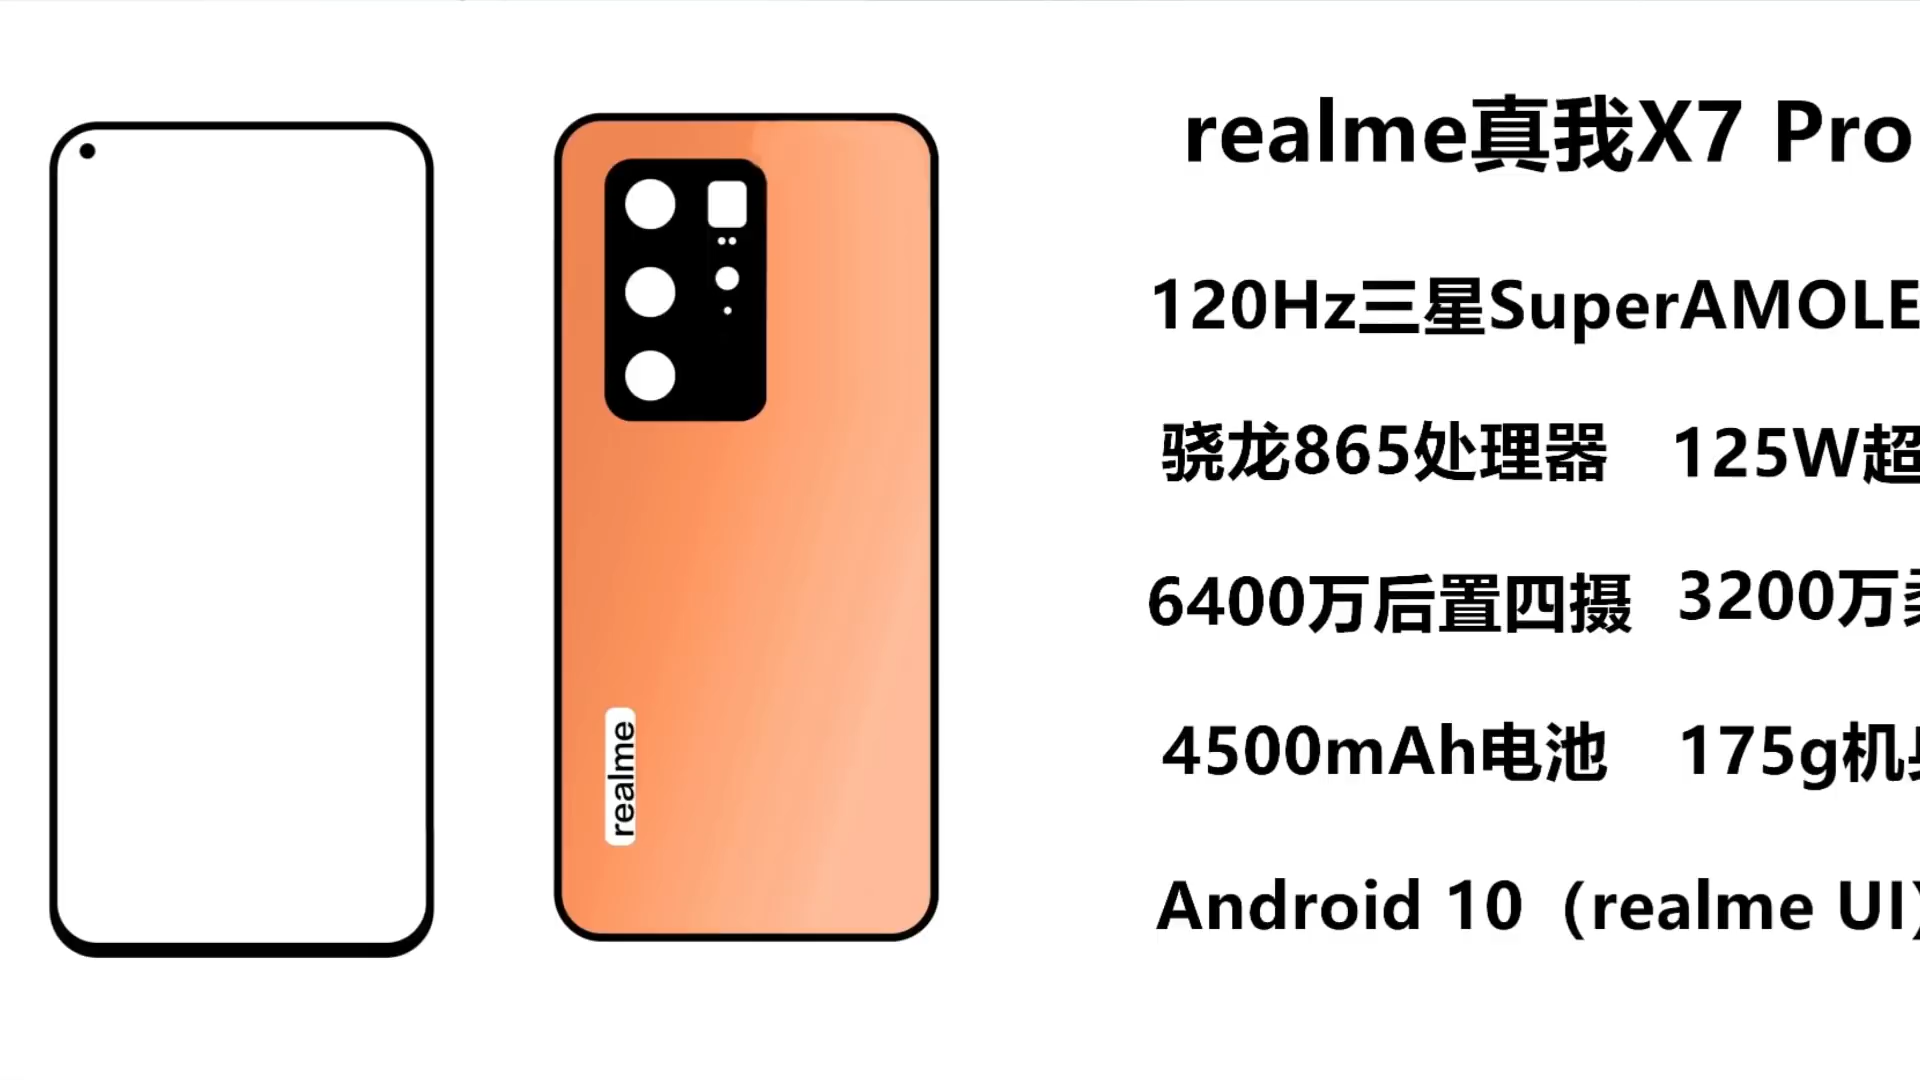 realme真我X7 Pro
120Hz三星SuperAMOLE
骁龙865处理器 125W超
6400万后置四摄 3200万
4500mAh电池 175g机
Android 10（realme UI）
realme